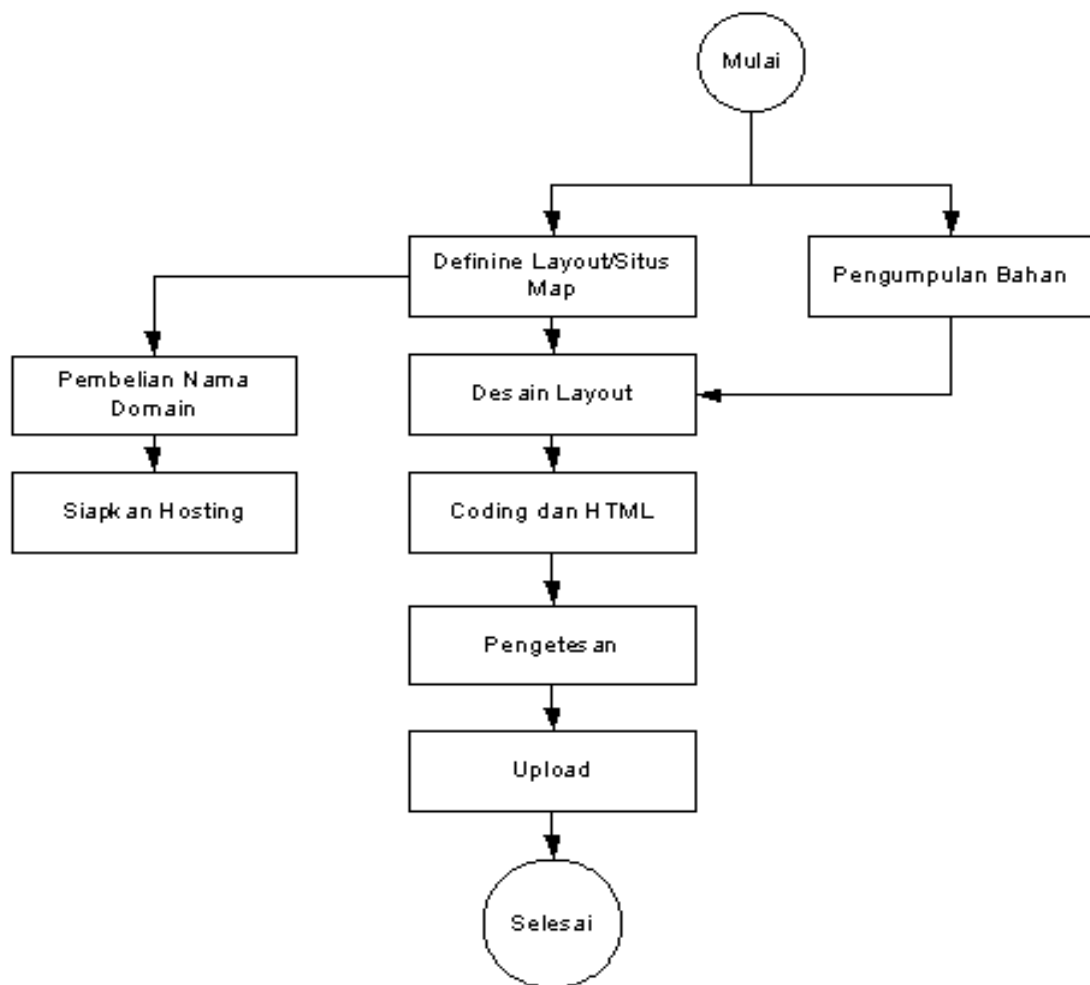 Mulai
Definine Layout/Situs
Map
Pengumpulan Bahan
Pembelian Nama
Domain
Desain Layout
Siapkan Hosting
Coding dan HTML
Pengetesan
Upload
Selesai